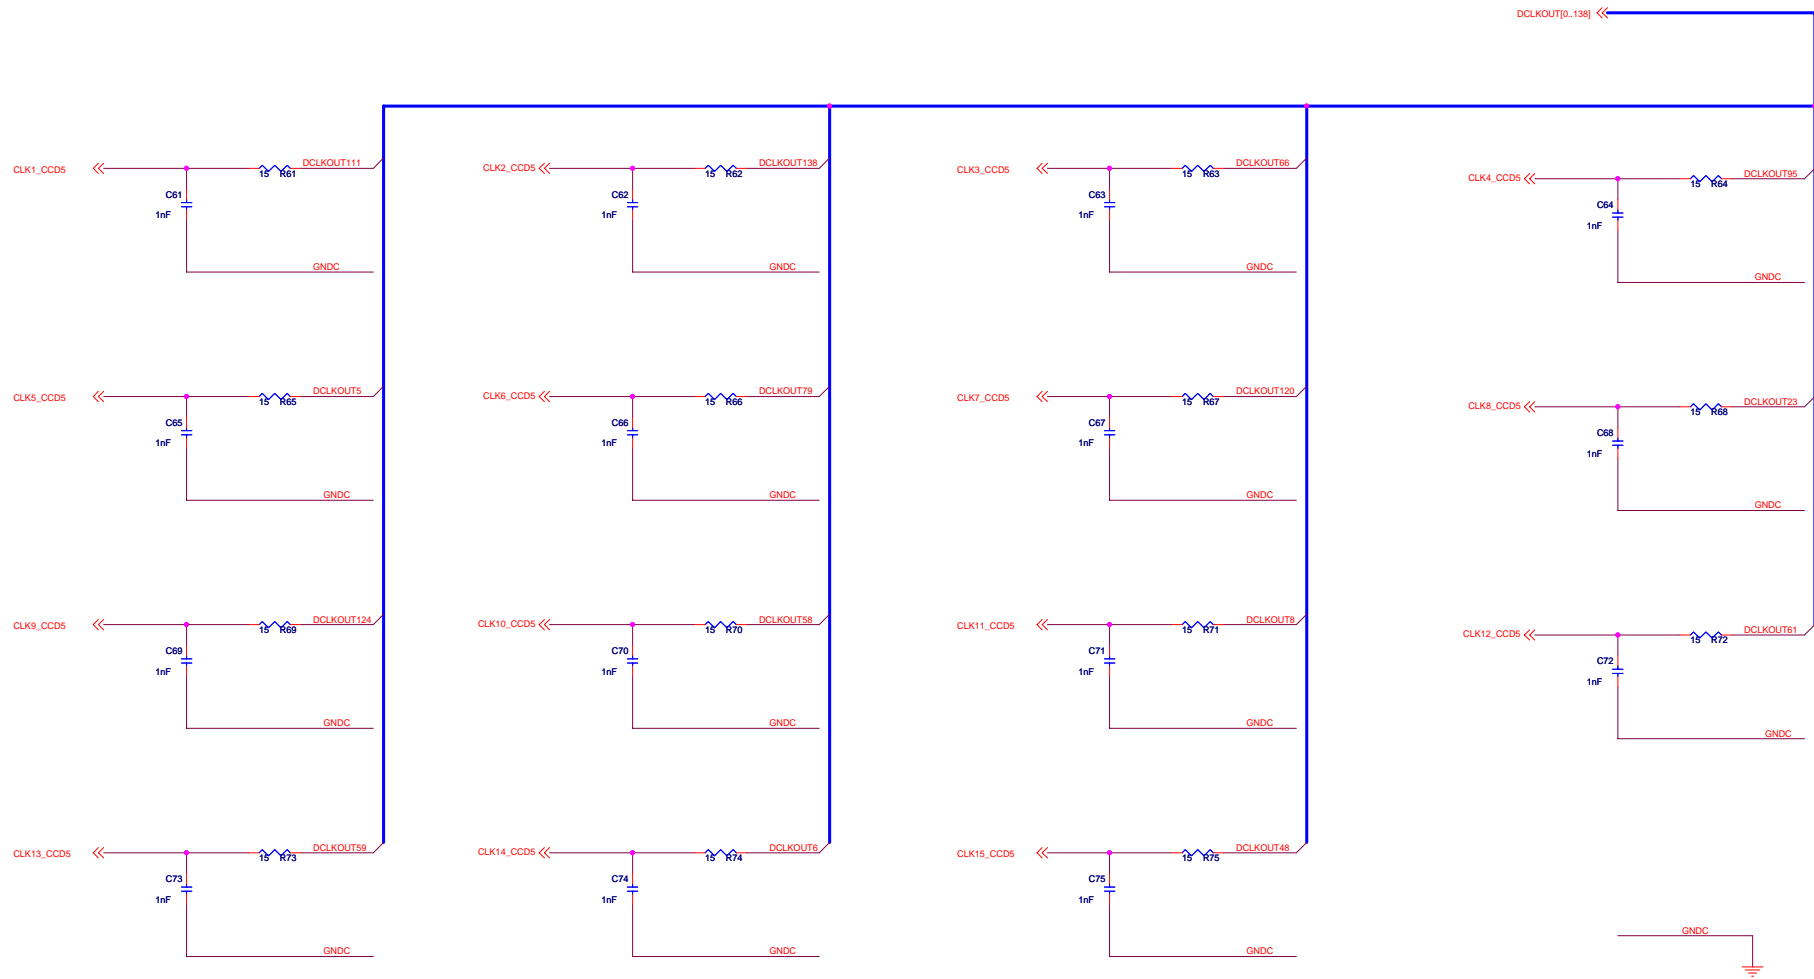 DCLKOUT[0..138]
CLK1_CCD5 DCLKOUT111 CLK2_CCD5 DCLKOUT138 CLK3_CCD5 DCLKOUT66 CLK4_CCD5 DCLKOUT95
15 R61 15 R62 15 R63 15 R64
C61 C62 C63 C64
1nF 1nF 1nF 1nF
GNDC GNDC GNDC GNDC
CLK5_CCD5 DCLKOUT5 CLK6_CCD5 DCLKOUT79 CLK7_CCD5 DCLKOUT120 CLK8_CCD5 DCLKOUT23
15 R65 15 R66 15 R67 15 R68
C65 C66 C67 C68
1nF 1nF 1nF 1nF
GNDC GNDC GNDC GNDC
CLK9_CCD5 DCLKOUT124 CLK10_CCD5 DCLKOUT58 CLK11_CCD5 DCLKOUT8 CLK12_CCD5 DCLKOUT61
15 R69 15 R70 15 R71 15 R72
C69 C70 C71 C72
1nF 1nF 1nF 1nF
GNDC GNDC GNDC GNDC
CLK13_CCD5 DCLKOUT59 CLK14_CCD5 DCLKOUT6 CLK15_CCD5 DCLKOUT48
15 R73 15 R74 15 R75
C73 C74 C75
1nF 1nF 1nF
GNDC GNDC GNDC GNDC